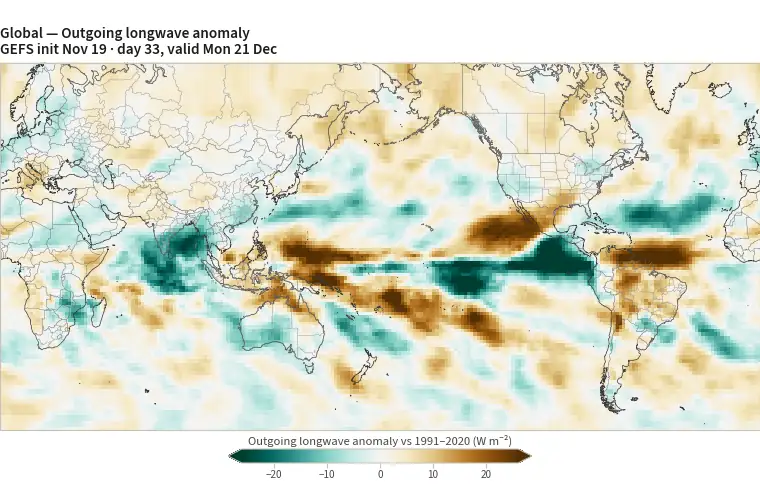 Global — Outgoing longwave anomaly
GEFS init Nov 19 · day 33, valid Mon 21 Dec
Outgoing longwave anomaly vs 1991–2020 (W m⁻²)
−20 −10 0 10 20